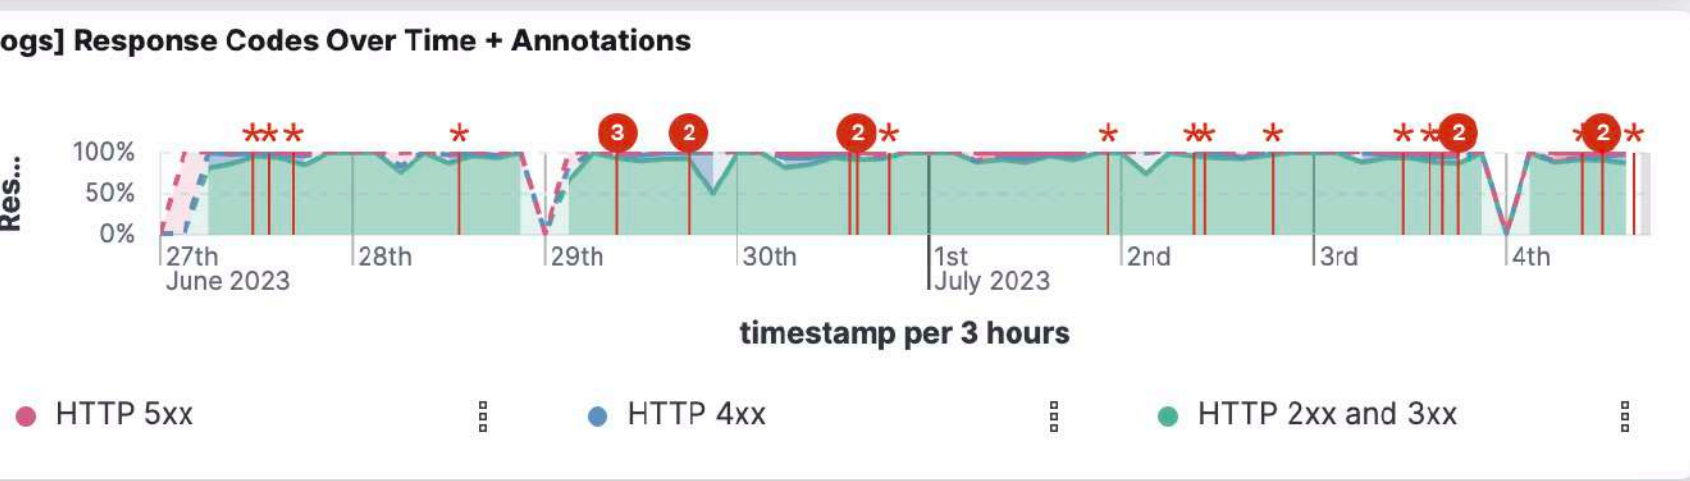 ogs] Response Codes Over Time + Annotations
** * * 3 2 2 * * ** * * * 2 * 2 *
100%
50%
0%
Res...
27th 28th 29th 30th 1st 2nd 3rd 4th
June 2023 July 2023
timestamp per 3 hours
HTTP 5xx HTTP 4xx HTTP 2xx and 3xx